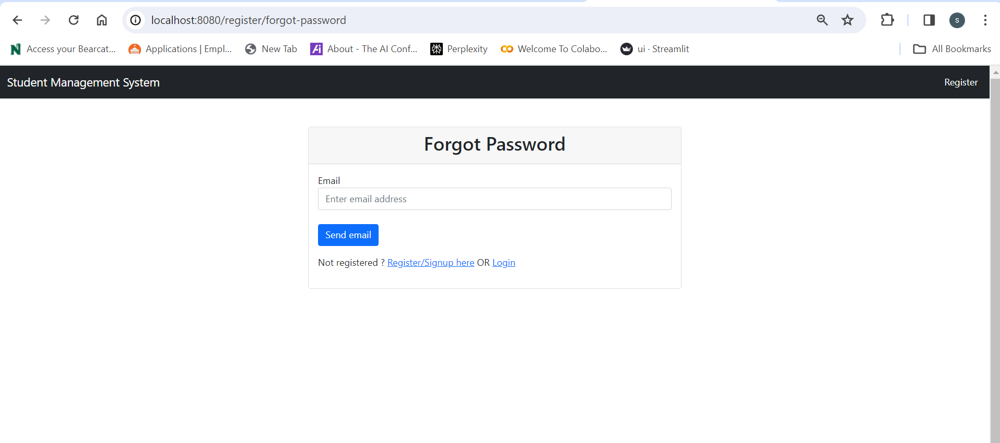 localhost:8080/register/forgot-password
S
N Access your Bearcat... Applications | Empl... New Tab Ai About - The AI Conf... Perplexity CO Welcome To Colabo... ui · Streamlit All Bookmarks
Student Management System Register
Forgot Password
Email
Enter email address
Send email
Not registered ? Register/Signup here OR Login